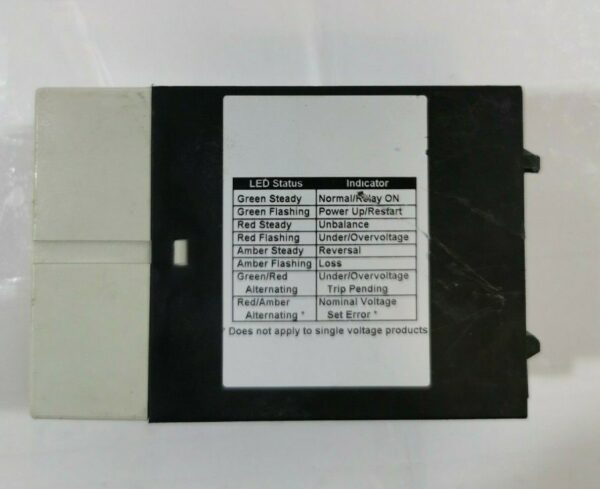 LED Status Indicator
Green Steady Normal/Relay ON
Green Flashing Power Up/Restart
Red Steady Unbalance
Red Flashing Under/Overvoltage
Amber Steady Reversal
Amber Flashing Loss
Green/Red Under/Overvoltage
Alternating Trip Pending
Red/Amber Nominal Voltage
Alternating * Set Error *
* Does not apply to single voltage products